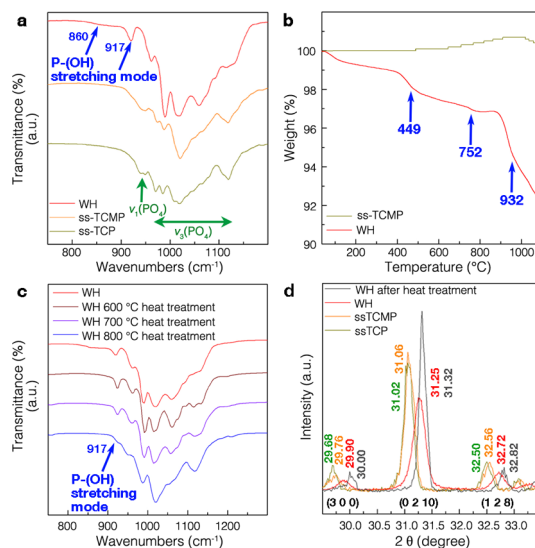 a
860
917
P-(OH)
stretching mode
Transmittance (%)
(a.u.)
WH
ss-TCMP
ss-TCP
v₁(PO₄)
v₃(PO₄)
800 900 1000 1100
Wavenumbers (cm⁻¹)
b
100
98
96
94
92
90
Weight (%)
449
752
932
ss-TCMP
WH
0 200 400 600 800 1000
Temperature (°C)
c
WH
WH 600 °C heat treatment
WH 700 °C heat treatment
WH 800 °C heat treatment
Transmittance (%)
(a.u.)
917
P-(OH)
stretching
mode
800 900 1000 1100 1200
Wavenumbers (cm⁻¹)
d
WH after heat treatment
WH
ssTCMP
ssTCP
Intensity (a.u.)
29.68
29.76
29.90
30.00
31.02
31.06
31.25
31.32
32.50
32.56
32.72
32.82
(3 0 0) (0 2 10) (1 2 8)
30.0 30.5 31.0 31.5 32.0 32.5 33.0
2 θ (degree)